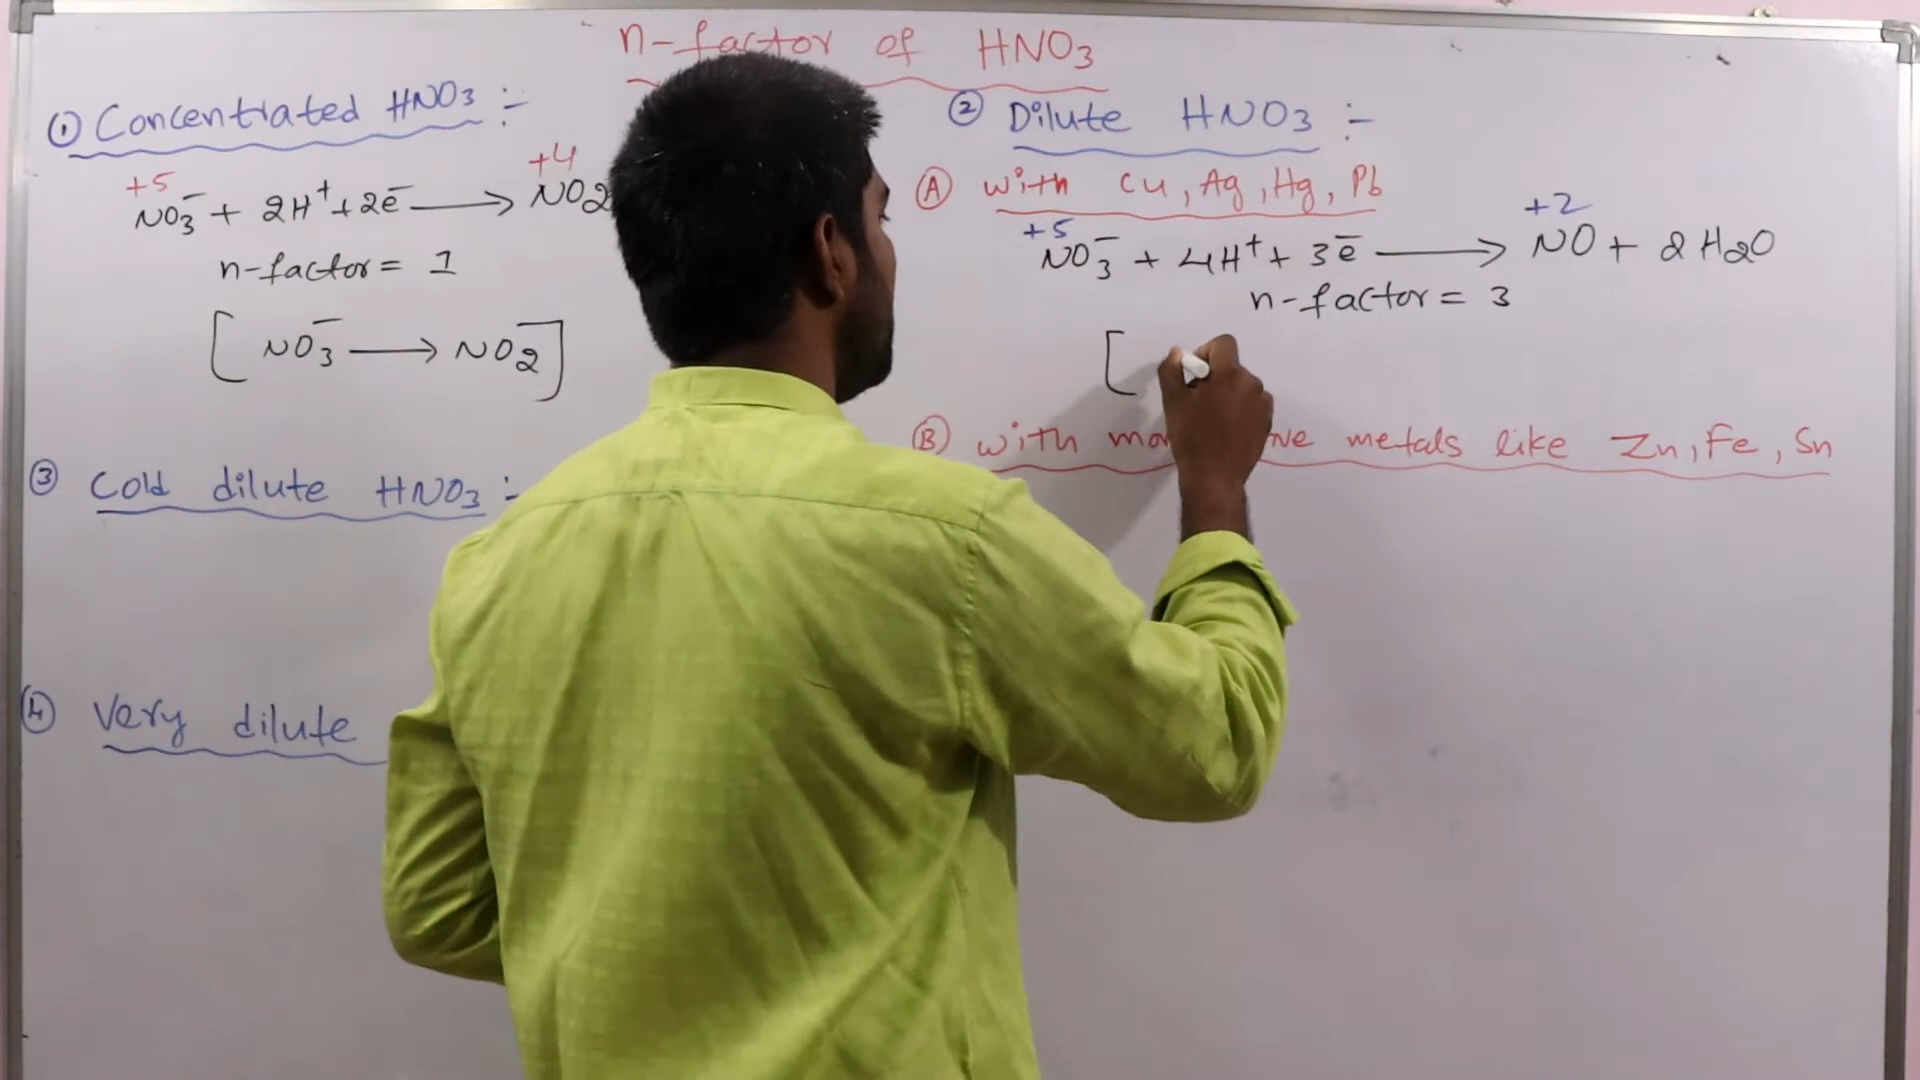 n-factor of HNO3
① Concentrated HNO3 :-
+5 +4
NO3⁻ + 2H⁺ + 2e⁻ → NO2
n-factor = 1
[ NO3⁻ → NO2 ]
② Dilute HNO3 :-
Ⓐ with Cu, Ag, Hg, Pb
+5 +2
NO3⁻ + 4H⁺ + 3e⁻ → NO + 2H2O
n-factor = 3
[
Ⓑ with metals like Zn, Fe, Sn
③ Cold dilute HNO3 :-
④ Very dilute